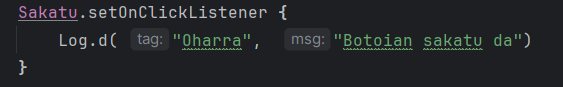 Sakatu.setOnClickListener {
    Log.d( tag: "Oharra", msg: "Botoian sakatu da")
}